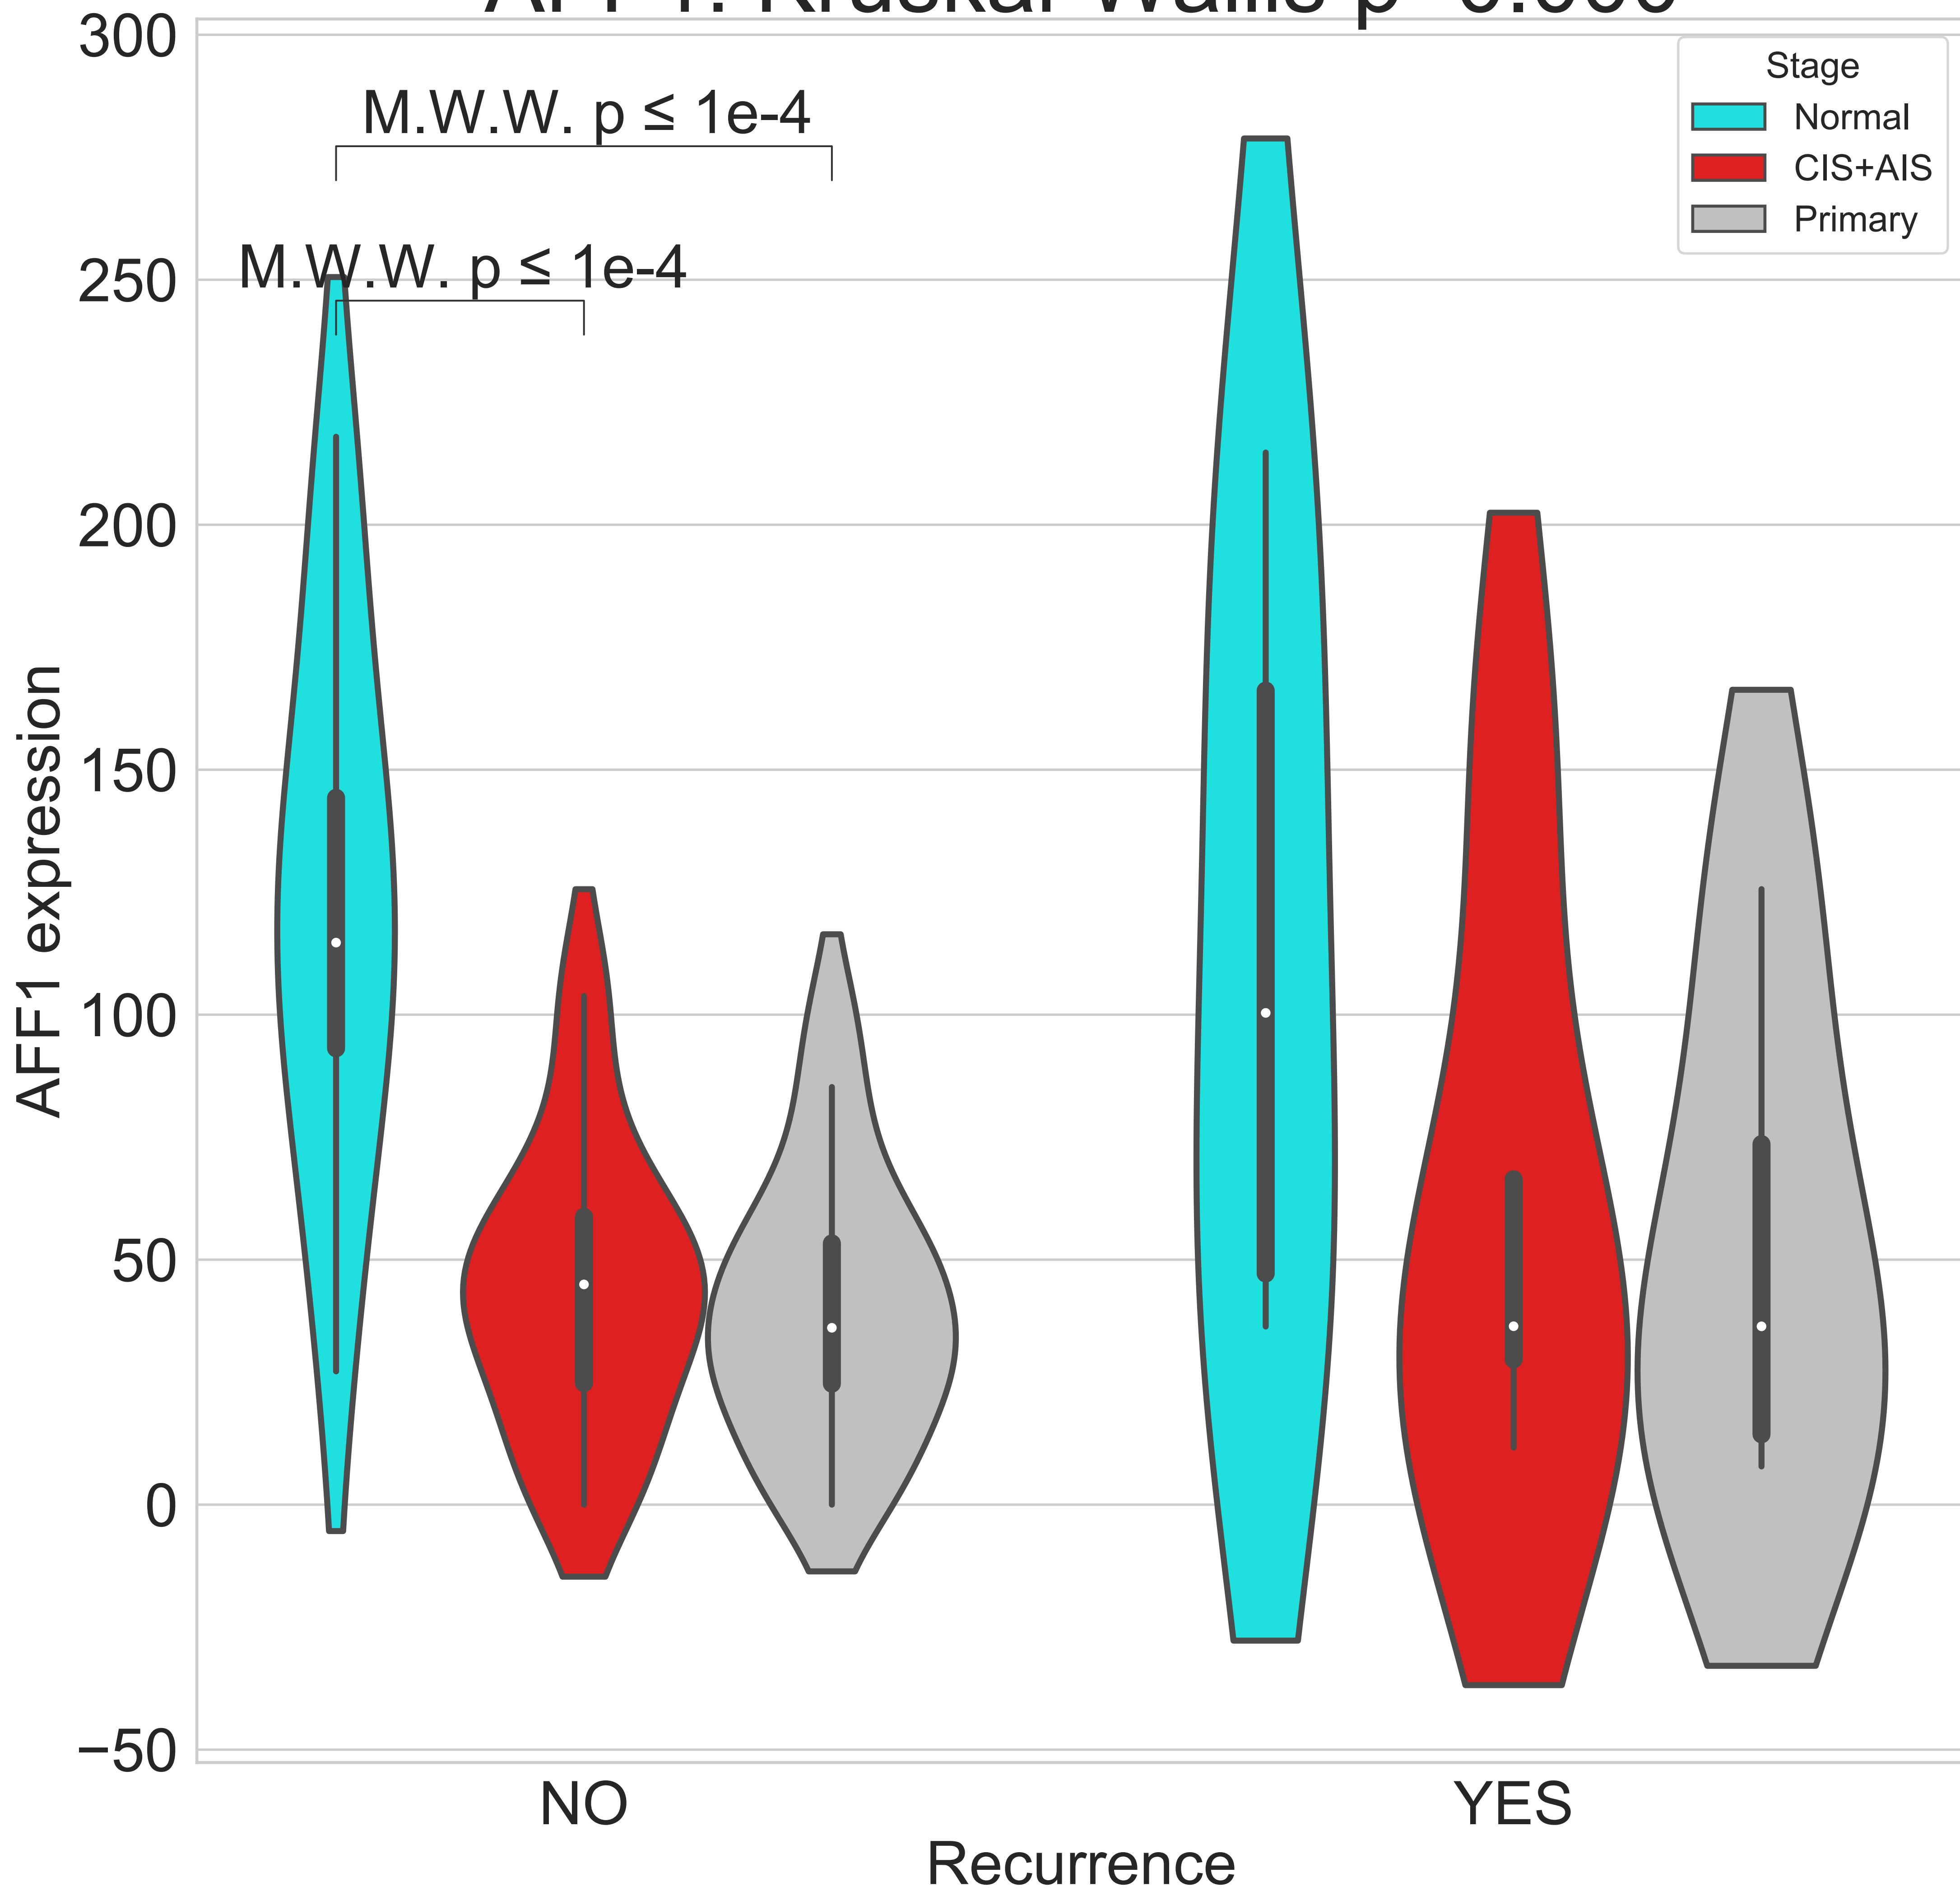 300
M.W.W. p ≤ 1e-4
M.W.W. p ≤ 1e-4
Stage
Normal
CIS+AIS
Primary
250
200
150
100
50
0
−50
AFF1 expression
NO
YES
Recurrence